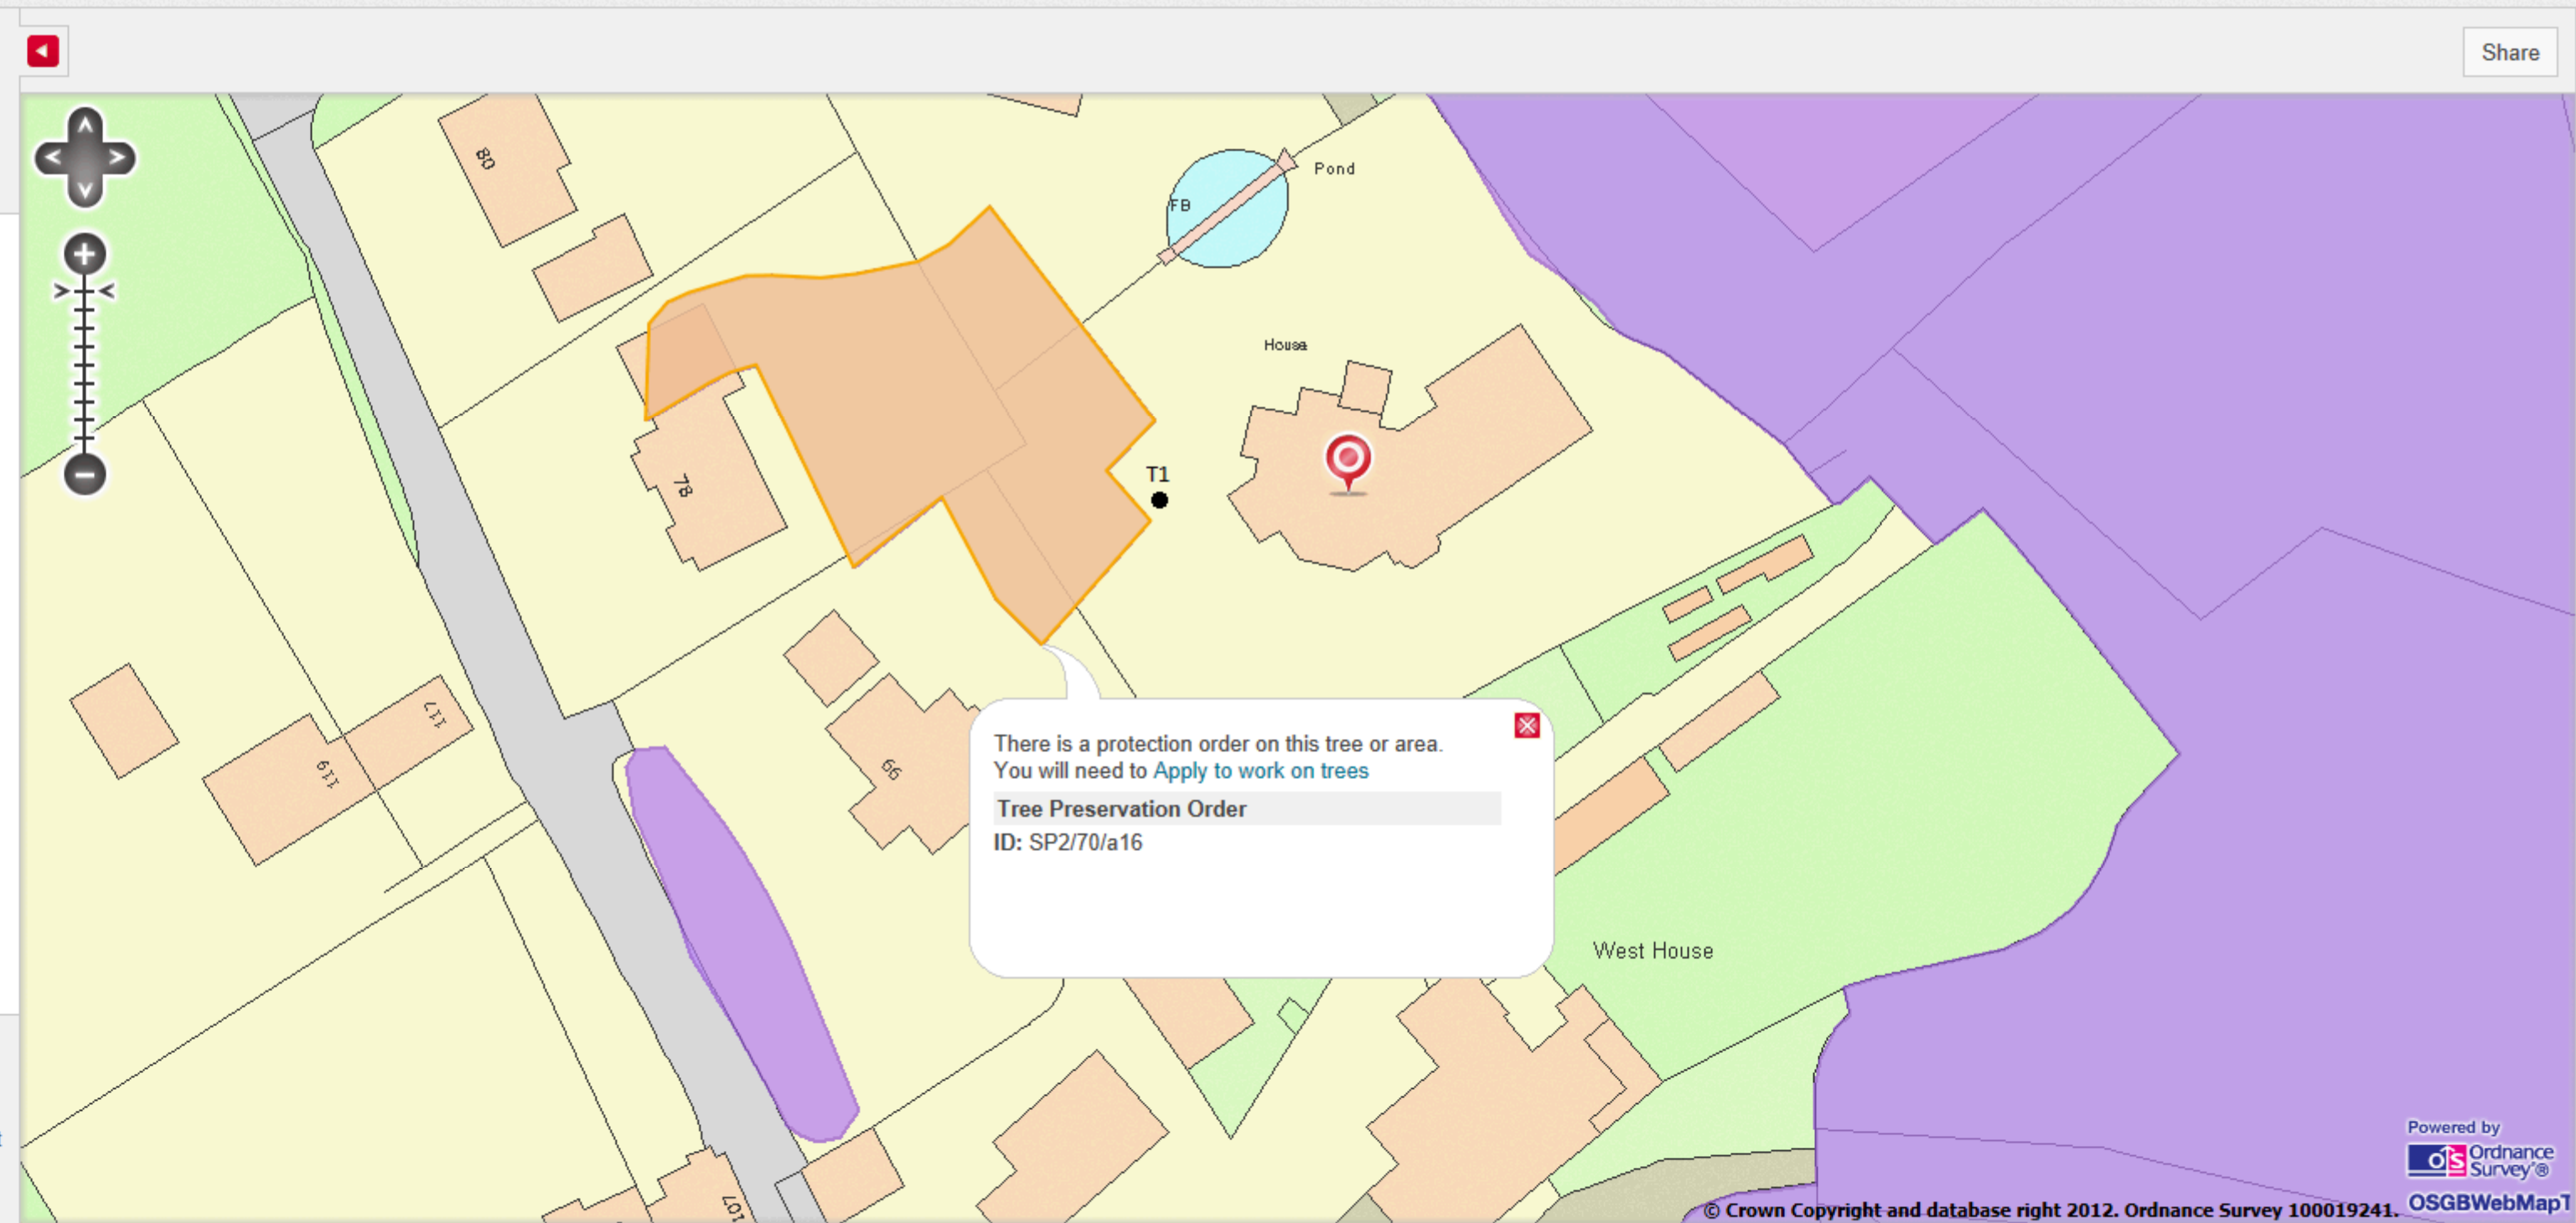 Share
80
Pond
FB
House
T1
78
117
119
66
There is a protection order on this tree or area.
You will need to Apply to work on trees
Tree Preservation Order
ID: SP2/70/a16
West House
107
Powered by
OS Ordnance
Survey®
OSGBWebMapT
© Crown Copyright and database right 2012. Ordnance Survey 100019241.